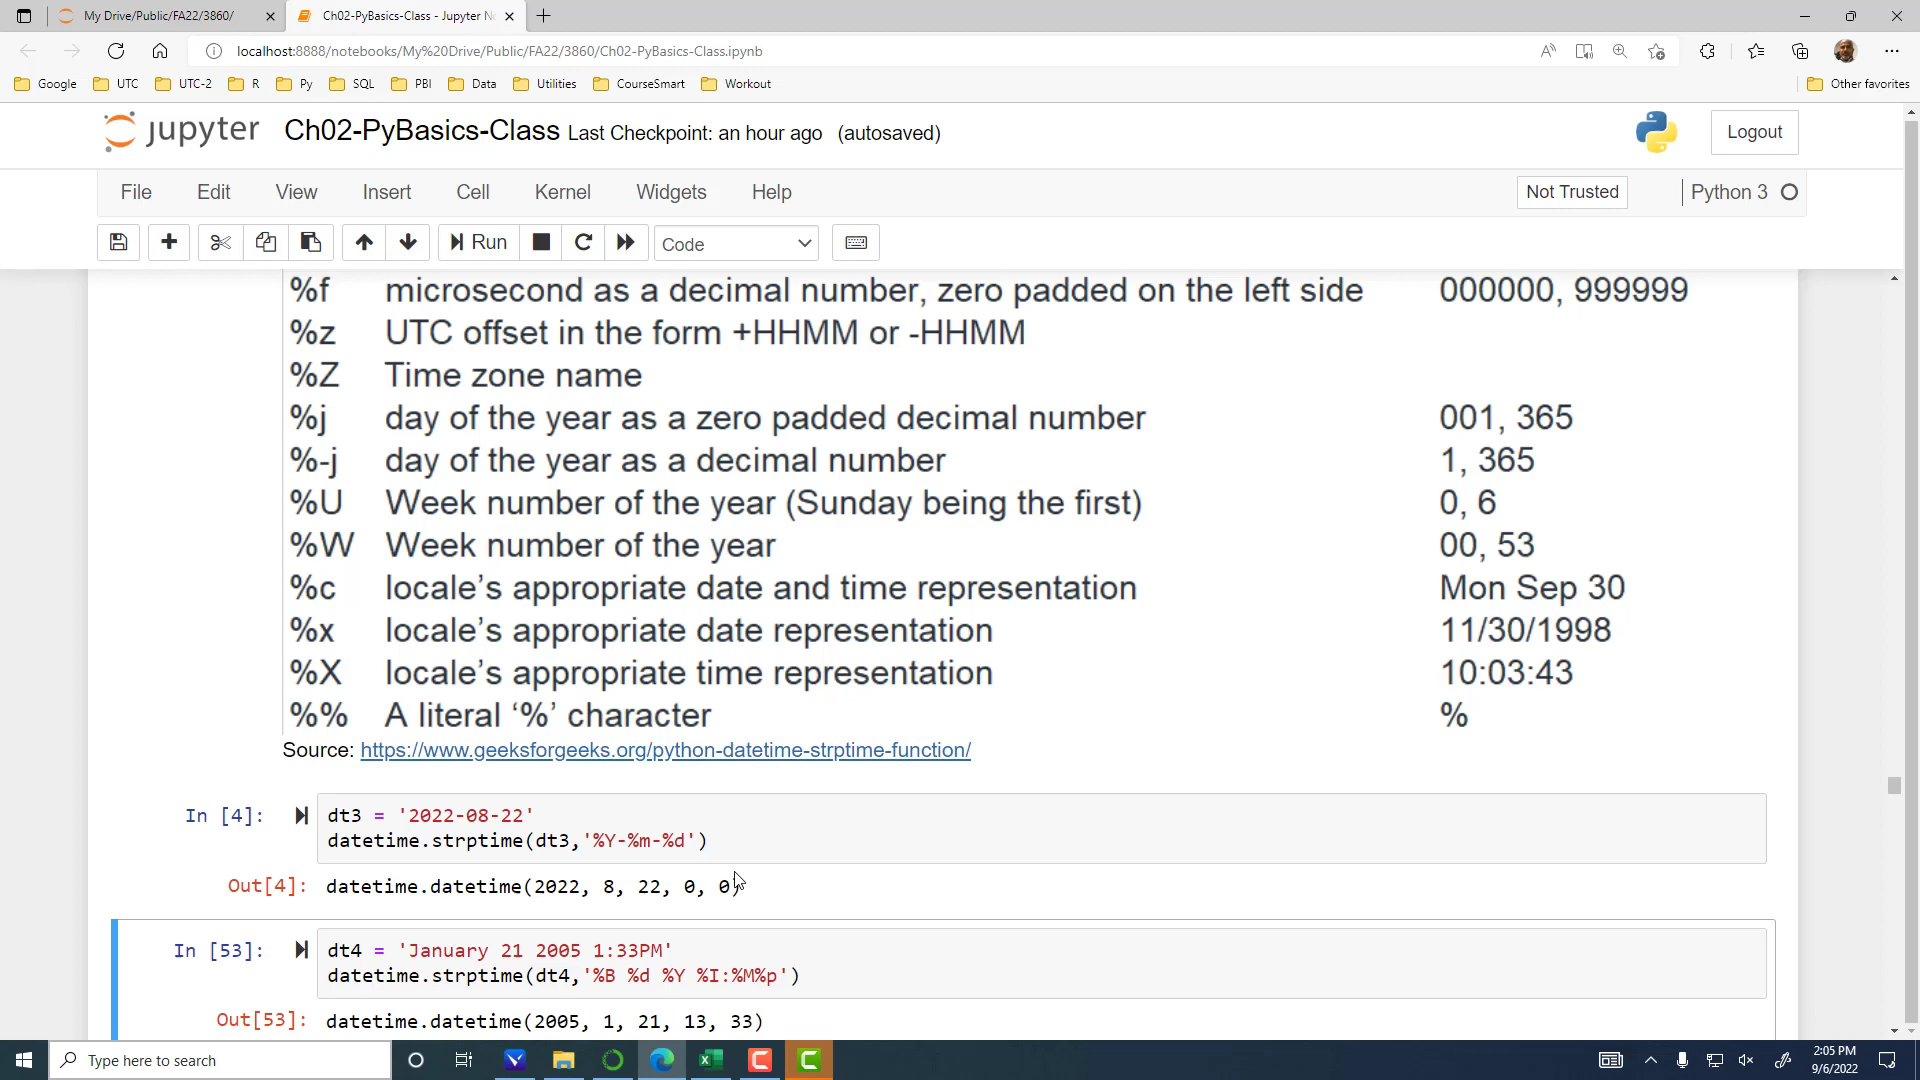 My Drive/Public/FA22/3860/
Ch02-PyBasics-Class - Jupyter No
localhost:8888/notebooks/My%20Drive/Public/FA22/3860/Ch02-PyBasics-Class.ipynb
Google UTC UTC-2 R Py SQL PBI Data Utilities CourseSmart Workout Other favorites
jupyter Ch02-PyBasics-Class Last Checkpoint: an hour ago (autosaved) Logout
File Edit View Insert Cell Kernel Widgets Help Not Trusted Python 3
Run Code
%f microsecond as a decimal number, zero padded on the left side 000000, 999999
%z UTC offset in the form +HHMM or -HHMM
%Z Time zone name
%j day of the year as a zero padded decimal number 001, 365
%-j day of the year as a decimal number 1, 365
%U Week number of the year (Sunday being the first) 0, 6
%W Week number of the year 00, 53
%c locale’s appropriate date and time representation Mon Sep 30
%x locale’s appropriate date representation 11/30/1998
%X locale’s appropriate time representation 10:03:43
%% A literal ‘%’ character %
Source: https://www.geeksforgeeks.org/python-datetime-strptime-function/
In [4]: dt3 = '2022-08-22'
datetime.strptime(dt3,'%Y-%m-%d')
Out[4]: datetime.datetime(2022, 8, 22, 0, 0)
In [53]: dt4 = 'January 21 2005 1:33PM'
datetime.strptime(dt4,'%B %d %Y %I:%M%p')
Out[53]: datetime.datetime(2005, 1, 21, 13, 33)
Type here to search
2:05 PM
9/6/2022